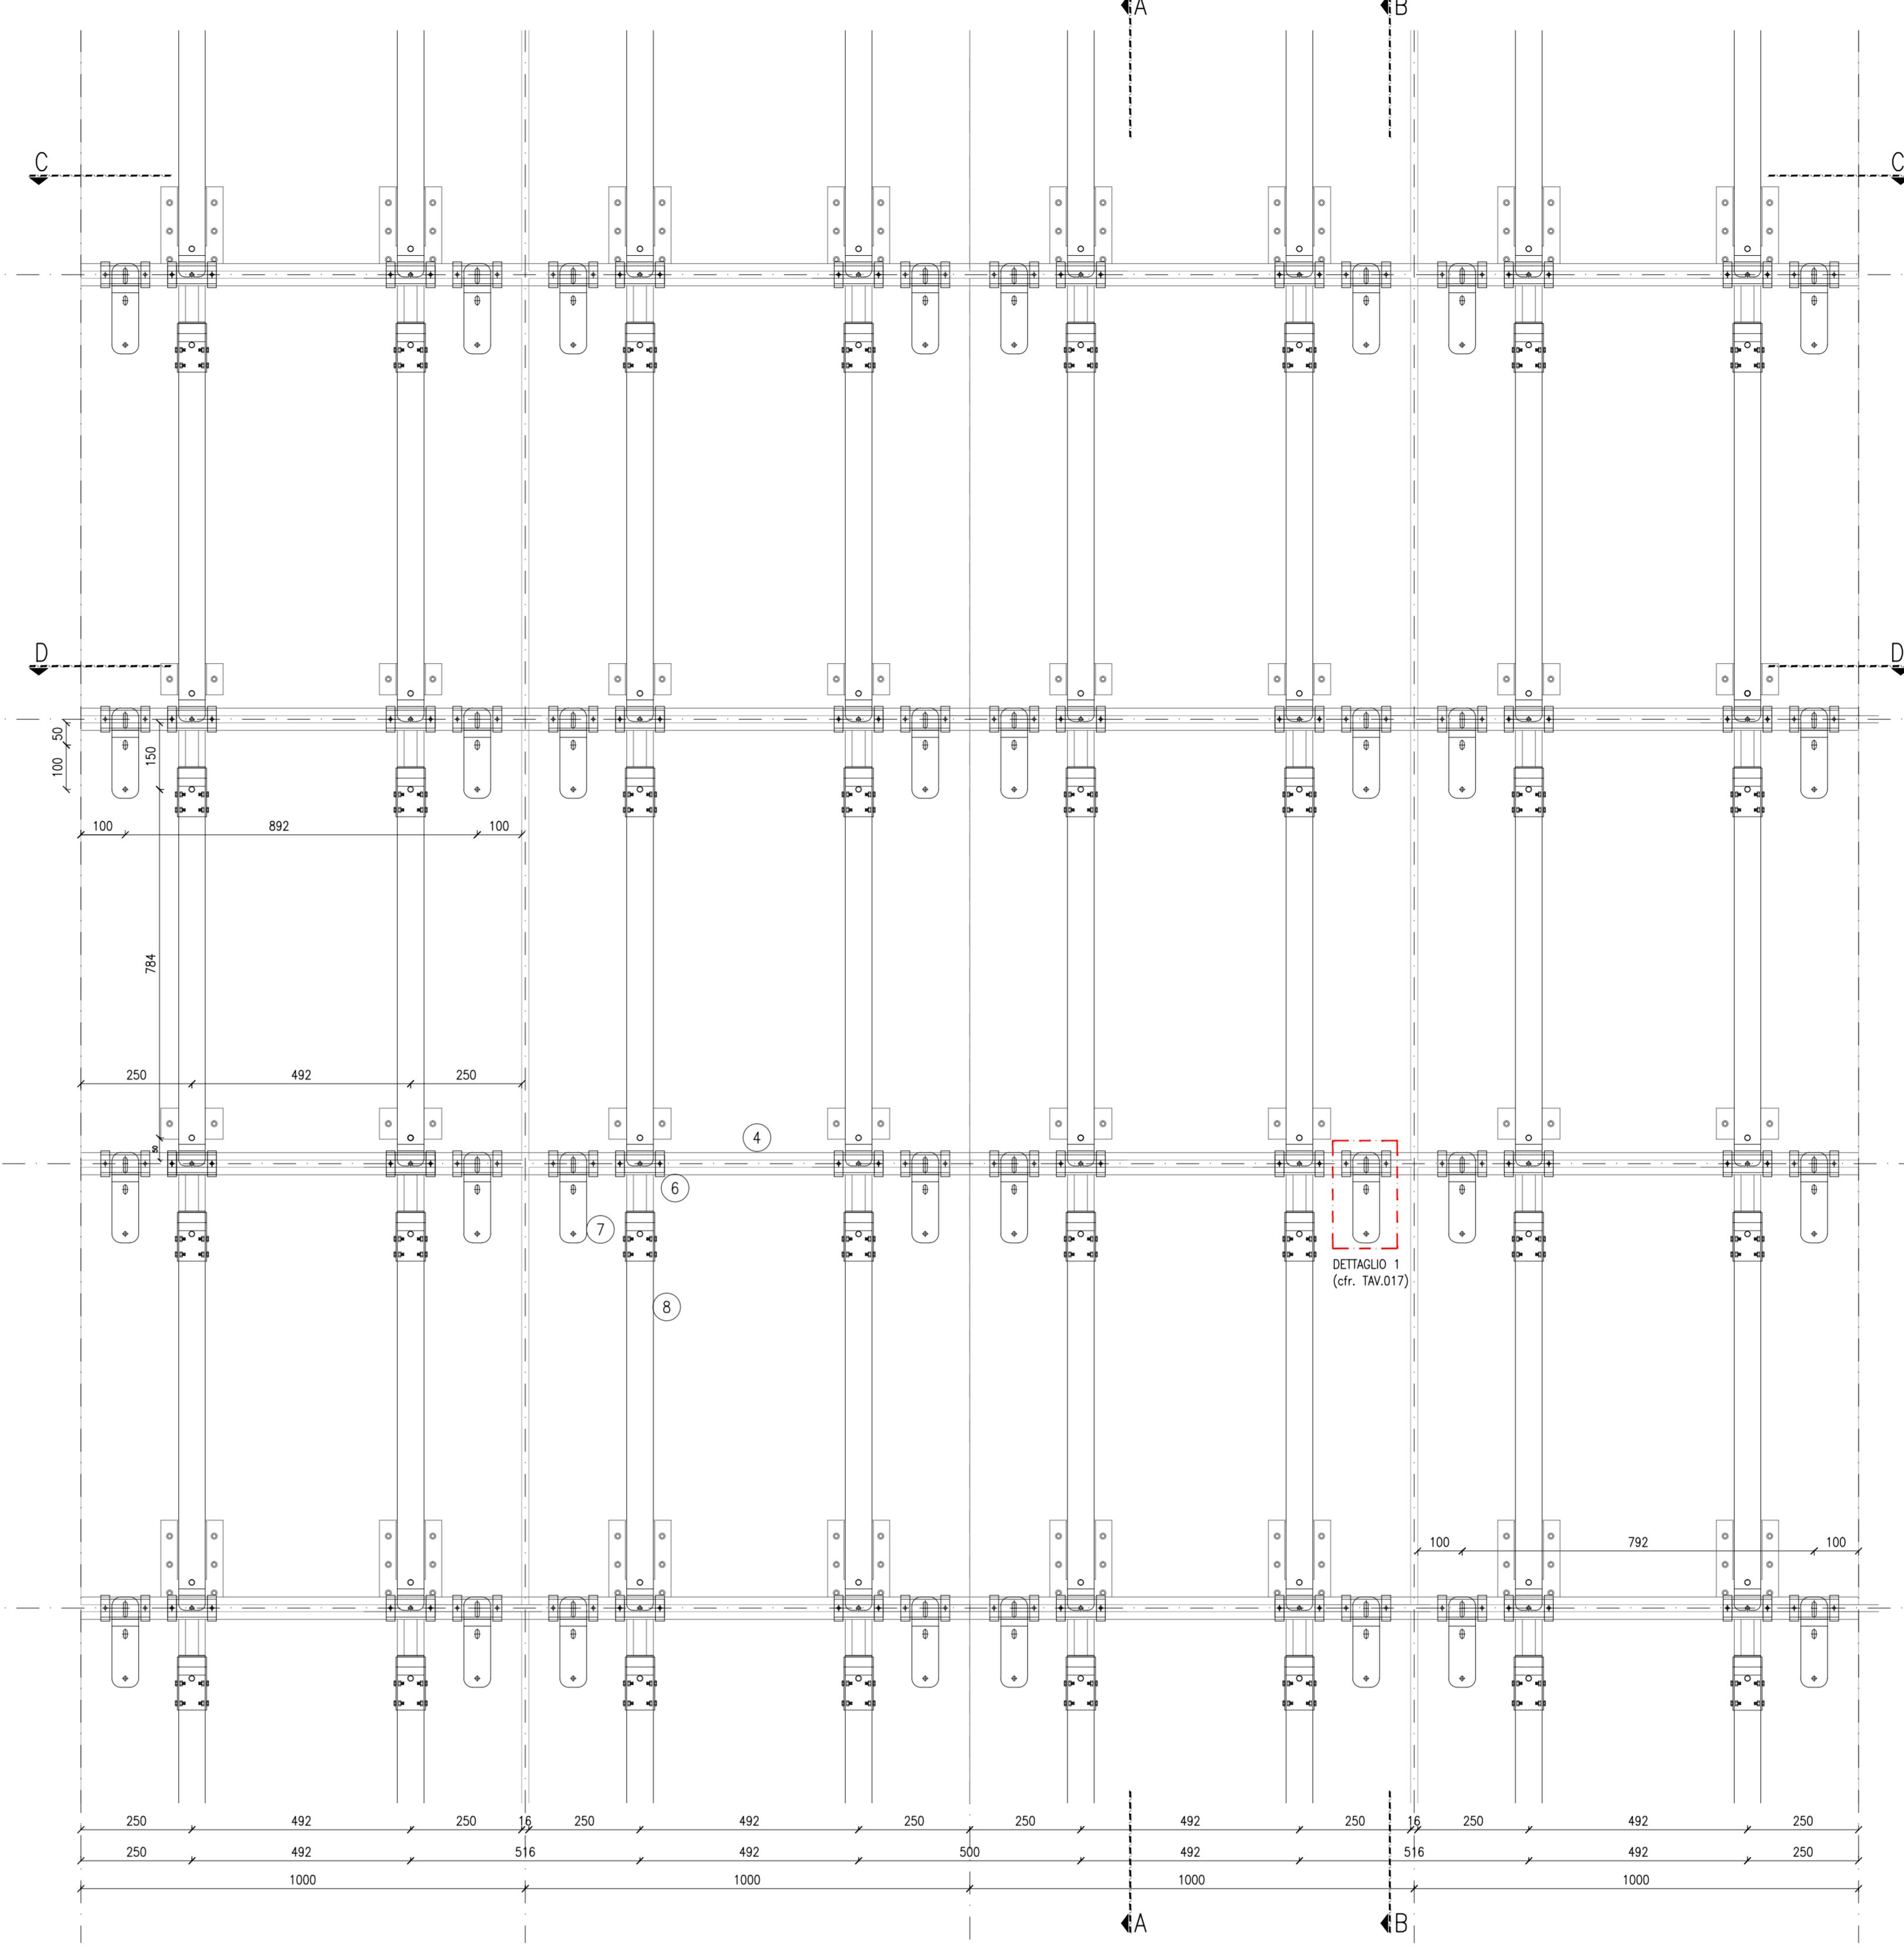 A B
C C
D D
50
100
150
100 892 100
784
250 492 250
50
4
6
7
8
DETTAGLIO 1
(cfr. TAV.017)
100 792 100
250 492 250 16 250 492 250 250 492 250 16 250 492 250
250 492 516 492 500 492 516 492 250
1000 1000 1000 1000
A B